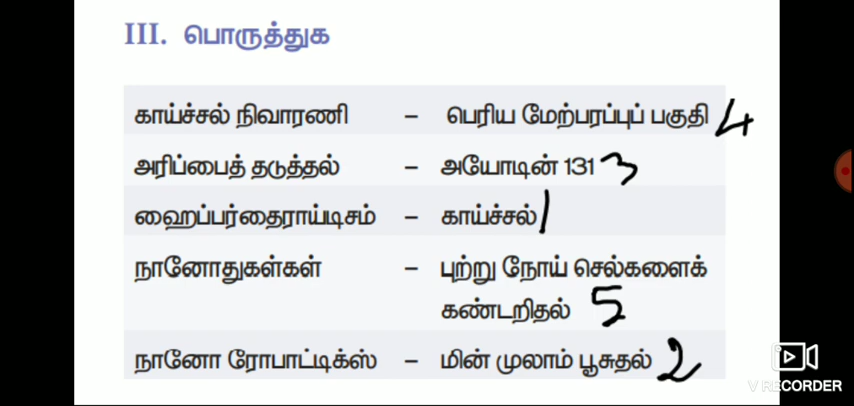 III. பொருத்துக
காய்ச்சல் நிவாரணி – பெரிய மேற்பரப்புப் பகுதி 4
அரிப்பைத் தடுத்தல் – அயோடின் 131 3
ஹைப்பர்தைராய்டிசம் – காய்ச்சல் 1
நானோதுகள்கள் – புற்று நோய் செல்களைக்
கண்டறிதல் 5
நானோ ரோபாட்டிக்ஸ் – மின் முலாம் பூசுதல் 2
V RECORDER